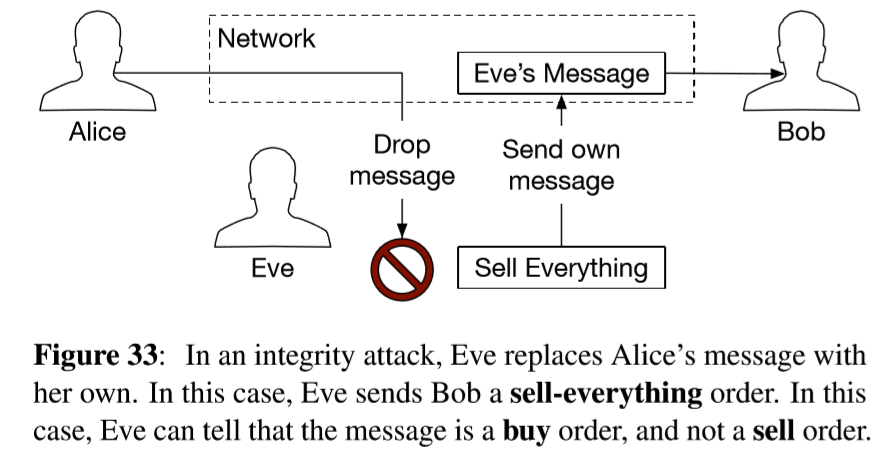 Network
Eve's Message
Alice
Bob
Drop
message
Send own
message
Eve
Sell Everything
Figure 33: In an integrity attack, Eve replaces Alice's message with
her own. In this case, Eve sends Bob a sell-everything order. In this
case, Eve can tell that the message is a buy order, and not a sell order.